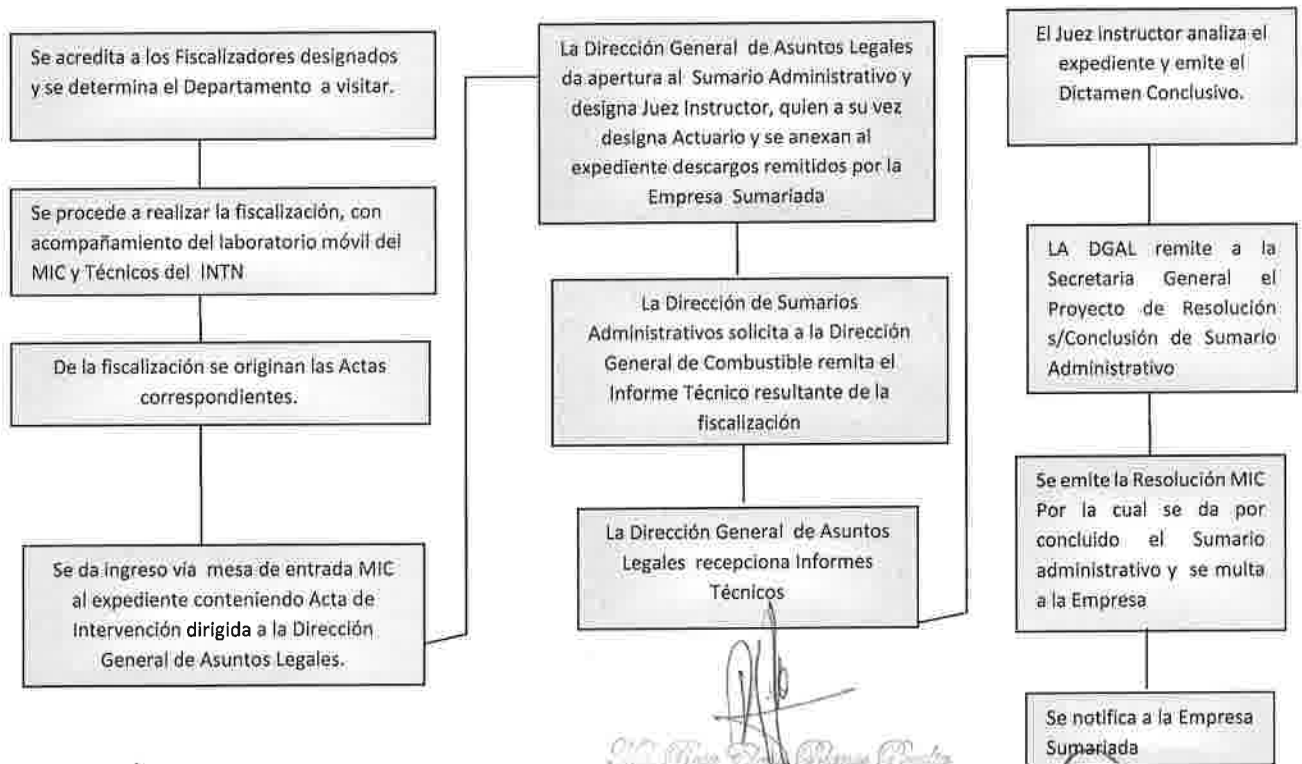 Se acredita a los Fiscalizadores designados
y se determina el Departamento a visitar.
Se procede a realizar la fiscalización, con
acompañamiento del laboratorio móvil del
MIC y Técnicos del INTN
De la fiscalización se originan las Actas
correspondientes.
Se da ingreso vía mesa de entrada MIC
al expediente conteniendo Acta de
Intervención dirigida a la Dirección
General de Asuntos Legales.
La Dirección General de Asuntos Legales
da apertura al Sumario Administrativo y
designa Juez Instructor, quien a su vez
designa Actuario y se anexan al
expediente descargos remitidos por la
Empresa Sumariada
La Dirección de Sumarios
Administrativos solicita a la Dirección
General de Combustible remita el
Informe Técnico resultante de la
fiscalización
La Dirección General de Asuntos
Legales recepciona Informes
Técnicos
El Juez instructor analiza el
expediente y emite el
Dictamen Conclusivo.
LA DGAL remite a la
Secretaria General el
Proyecto de Resolución
s/Conclusión de Sumario
Administrativo
Se emite la Resolución MIC
Por la cual se da por
concluido el Sumario
administrativo y se multa
a la Empresa
Se notifica a la Empresa
Sumariada